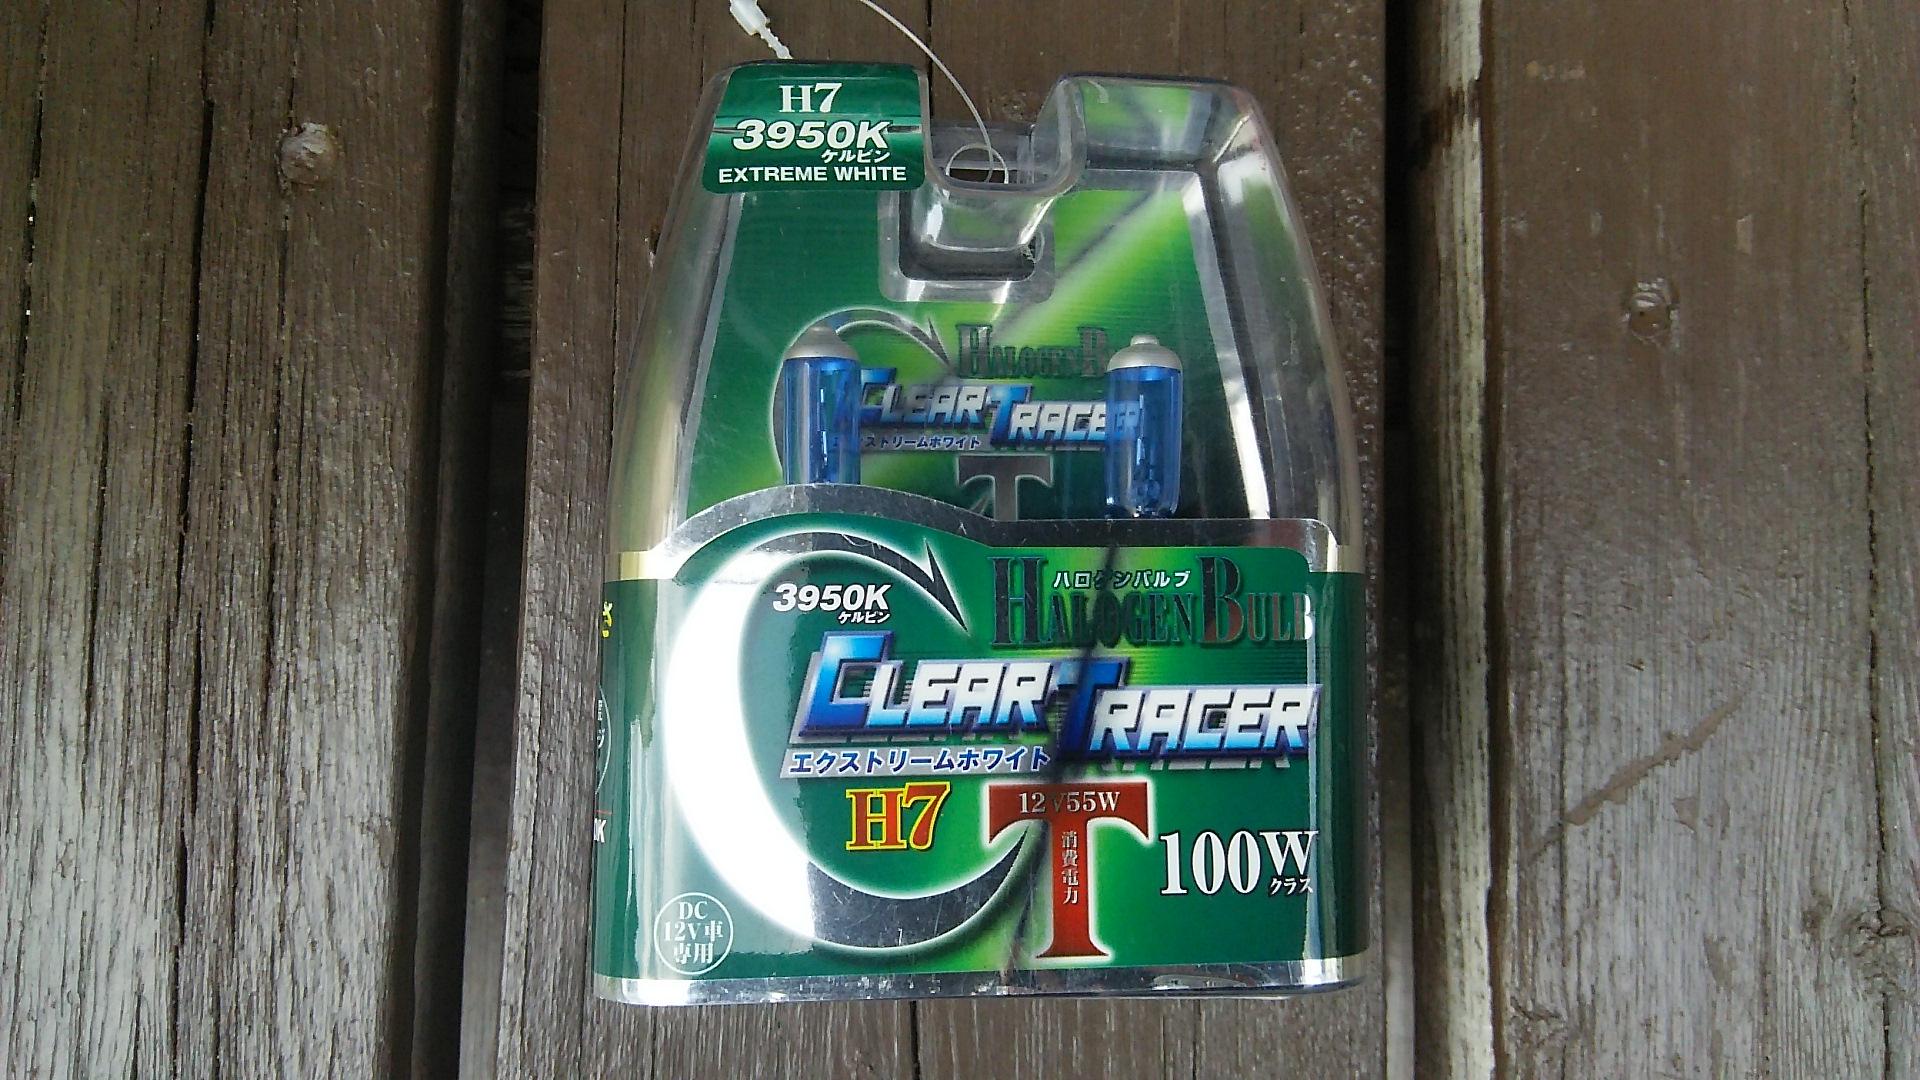 H7
3950K
ケルビン
EXTREME WHITE
HALOGEN B
CLEAR TRACER
エクストリームホワイト
T
3950K
ケルビン
ハロゲンバルブ
HALOGEN BULB
CLEAR TRACER
エクストリームホワイト
H7
12V55W
T
消費電力
100W
クラス
DC
12V車
専用